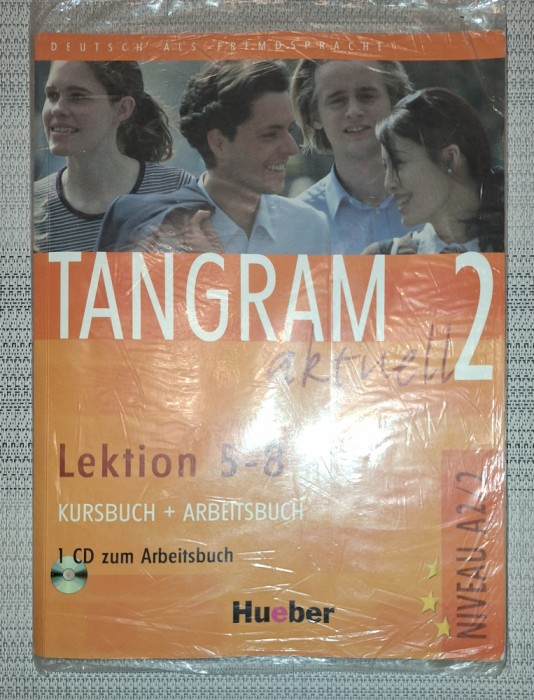 DEUTSCH ALS FREMDSPRACHE
TANGRAM
aktuell 2
Lektion 5-8
KURSBUCH + ARBEITSBUCH
1 CD zum Arbeitsbuch
NIVEAU A2/2
Hueber